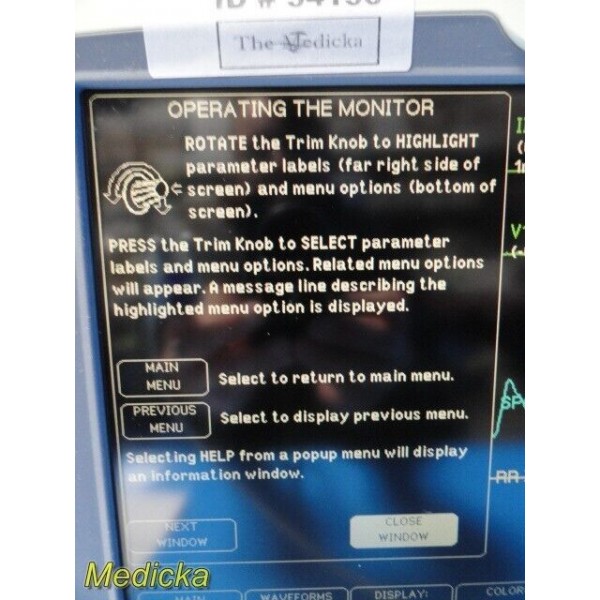 The Medicka
OPERATING THE MONITOR
ROTATE the Trim Knob to HIGHLIGHT
parameter labels (far right side of
screen) and menu options (bottom of
screen).
PRESS the Trim Knob to SELECT parameter
labels and menu options. Related menu options
will appear. A message line describing the
highlighted menu option is displayed.
MAIN
MENU
Select to return to main menu.
PREVIOUS
MENU
Select to display previous menu.
Selecting HELP from a popup menu will display
an information window.
NEXT
WINDOW
CLOSE
WINDOW
RR
Medicka
MAIN
WAVEFORMS
DISPLAY:
COLOR